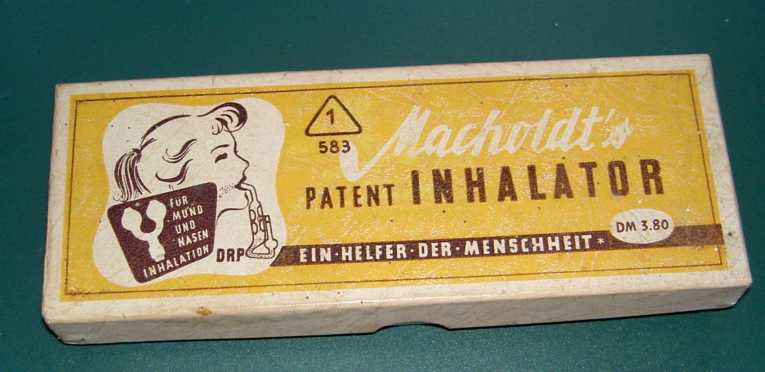 1
583
Macholdt's
PATENT INHALATOR
FÜR
MUND
UND
NASEN
INHALATION
DRP
EIN·HELFER·DER·MENSCHHEIT*
DM 3.80